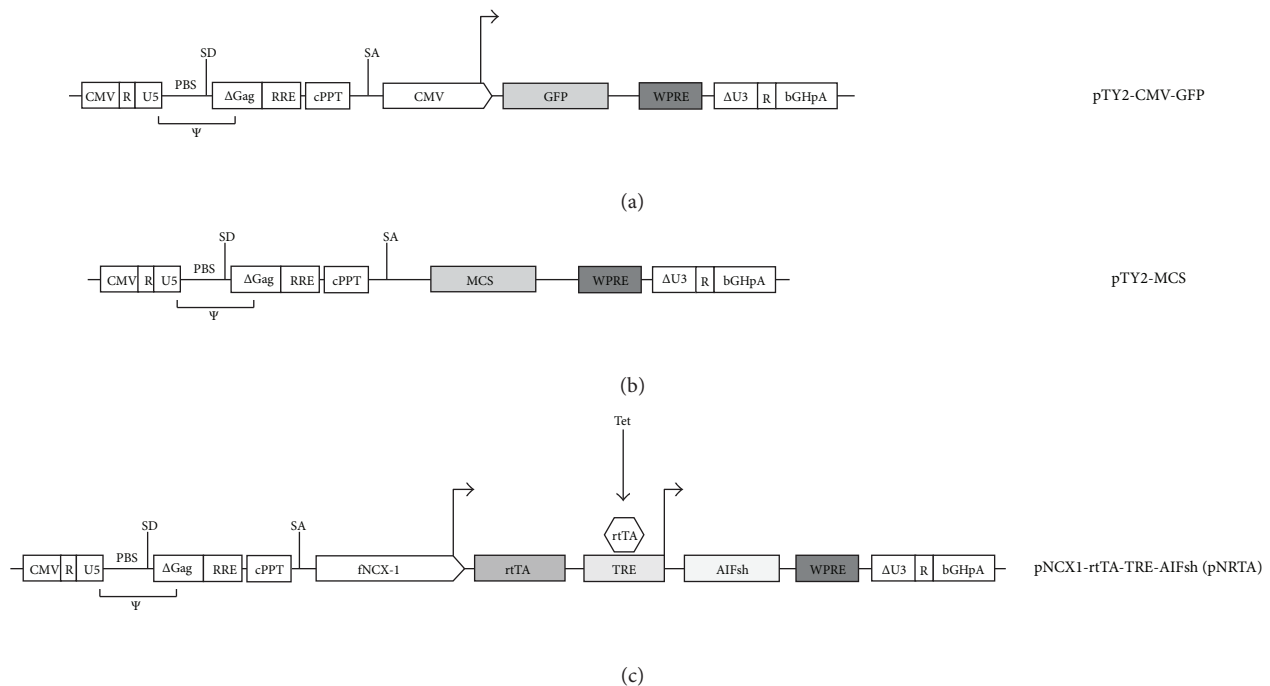 SD
SA
PBS
CMV R U5 ΔGag RRE cPPT CMV GFP WPRE ΔU3 R bGHpA
pTY2-CMV-GFP
Ψ
(a)
SD
SA
PBS
CMV R U5 ΔGag RRE cPPT MCS WPRE ΔU3 R bGHpA
pTY2-MCS
Ψ
(b)
Tet
SD
SA
rtTA
PBS
CMV R U5 ΔGag RRE cPPT fNCX-1 rtTA TRE AIFsh WPRE ΔU3 R bGHpA
pNCX1-rtTA-TRE-AIFsh (pNRTA)
Ψ
(c)